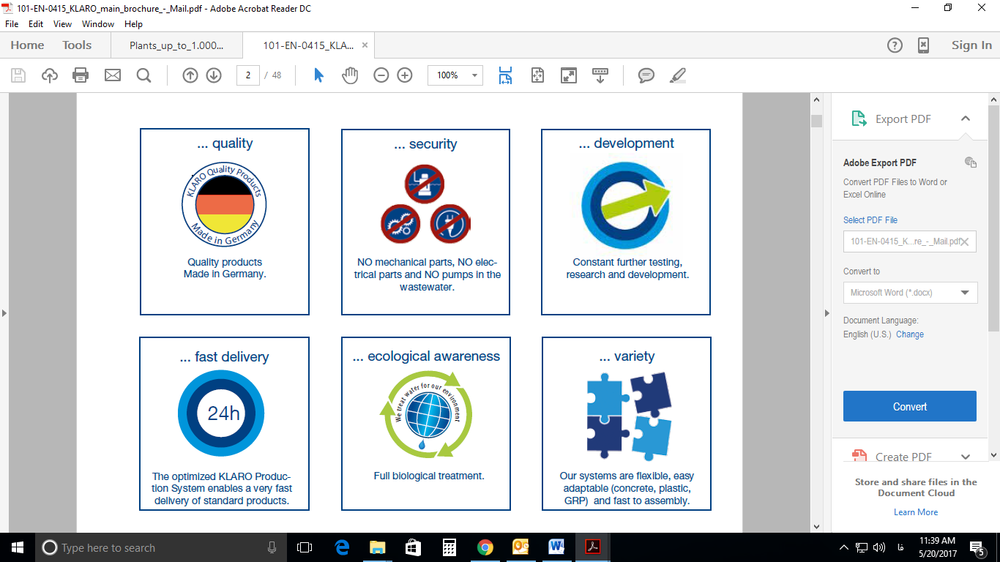 101-EN-0415_KLARO_main_brochure_-_Mail.pdf - Adobe Acrobat Reader DC
File Edit View Window Help
Home Tools Plants_up_to_1.000... 101-EN-0415_KLA... × Sign In
2 / 48 100%
... quality
KLARO Quality Products
Made in Germany
Quality products
Made in Germany.
... security
NO mechanical parts, NO elec-
trical parts and NO pumps in the
wastewater.
... development
Constant further testing,
research and development.
... fast delivery
24h
The optimized KLARO Produc-
tion System enables a very fast
delivery of standard products.
... ecological awareness
We treat water for our environment
Full biological treatment.
... variety
Our systems are flexible, easy
adaptable (concrete, plastic,
GRP) and fast to assembly.
Export PDF
Adobe Export PDF
Convert PDF Files to Word or
Excel Online
Select PDF File
101-EN-0415_K...re_-_Mail.pdf
Convert to
Microsoft Word (*.docx)
Document Language:
English (U.S.) Change
Convert
Create PDF
Store and share files in the
Document Cloud
Learn More
Type here to search
فا
11:39 AM
5/20/2017
5